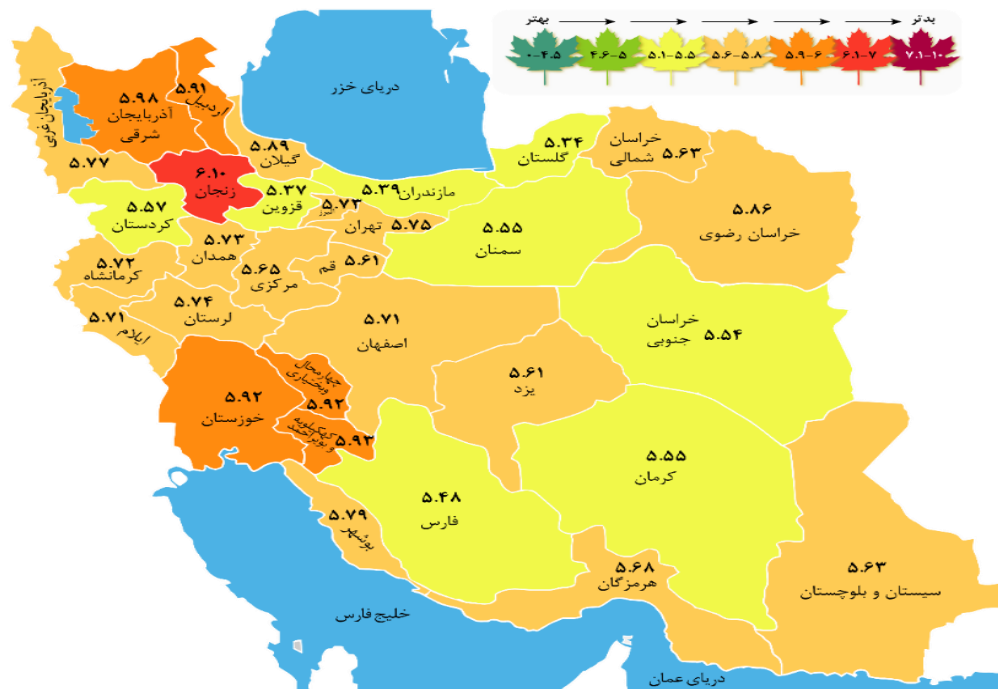 بهتر
بدتر
۰-۴.۵
۴.۶-۵
۵.۱-۵.۵
۵.۶-۵.۸
۵.۹-۶
۶.۱-۷
۷.۱-۱۰
دریای خزر
آذربایجان غربی
۵.۷۷
۵.۹۸
آذربایجان
شرقی
۵.۹۱
اردبیل
۵.۸۹
گیلان
۶.۱۰
زنجان
۵.۳۷
قزوین
مازندران ۵.۳۹
۵.۳۴
گلستان
خراسان
شمالی
۵.۶۳
۵.۸۶
خراسان رضوی
۵.۵۷
کردستان
۵.۷۳
البرز
تهران
۵.۷۵
۵.۵۵
سمنان
۵.۷۳
همدان
۵.۷۲
کرمانشاه
۵.۶۵
مرکزی
قم
۵.۶۱
۵.۷۴
لرستان
۵.۷۱
ایلام
۵.۷۱
اصفهان
خراسان
جنوبی
۵.۵۴
۵.۶۱
یزد
۵.۹۲
خوزستان
چهارمحال
وبختیاری
۵.۹۲
کهکیلویه
و بویراحمد
۵.۹۳
۵.۵۵
کرمان
۵.۴۸
فارس
۵.۷۹
بوشهر
۵.۶۸
هرمزگان
۵.۶۳
سیستان و بلوچستان
خلیج فارس
دریای عمان